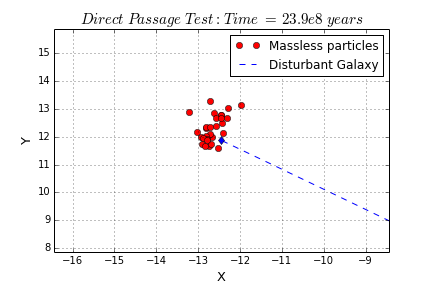 Direct Passage Test: Time = 23.9e8 years
Massless particles
Disturbant Galaxy
Y
15
14
13
12
11
10
9
8
−16 −15 −14 −13 −12 −11 −10 −9
X